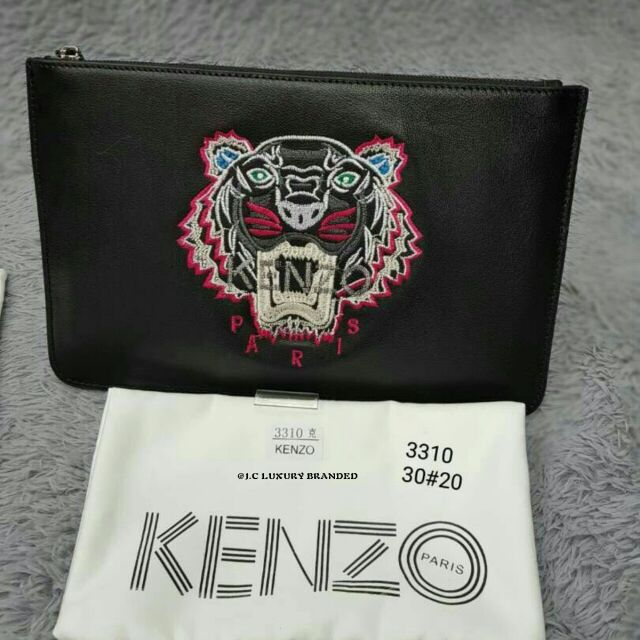 KENZO
PARIS
3310 克
KENZO
3310
30#20
@J.C LUXURY BRANDED
KENZO
PARIS